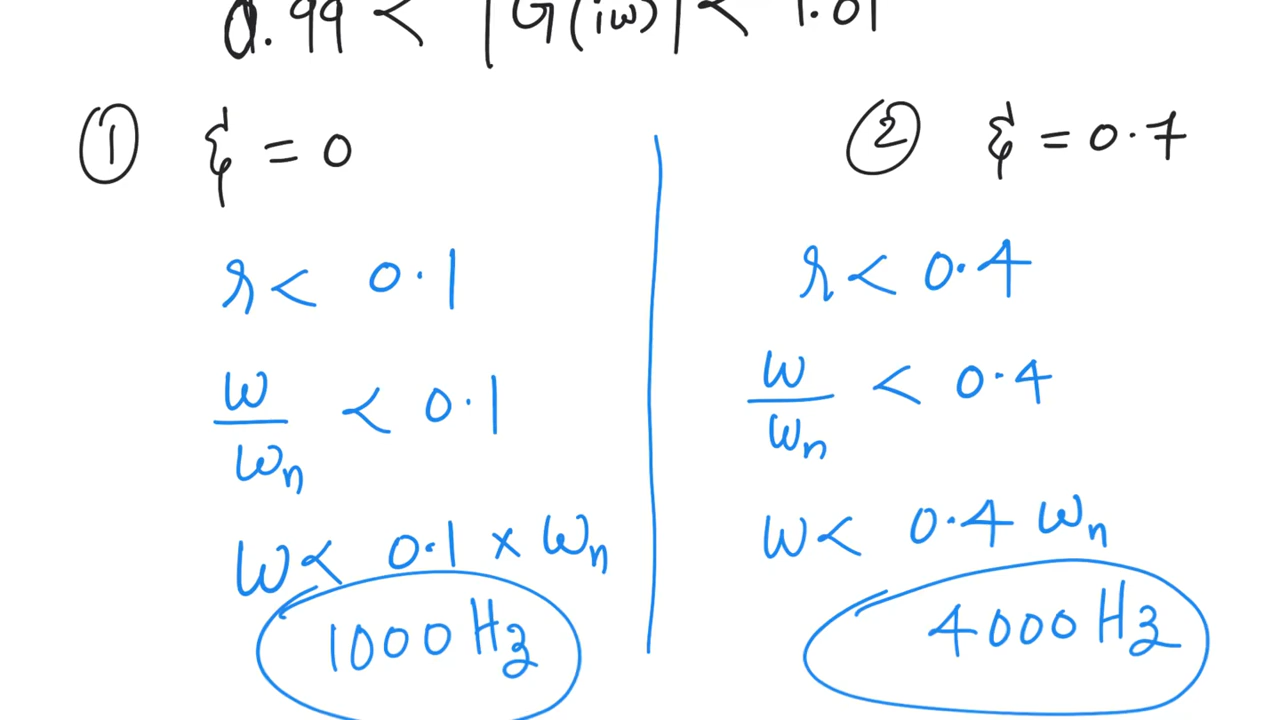 0.99 < |G(iω)| < 1.01
① ξ = 0
r < 0.1
ω/ωn < 0.1
ω < 0.1 × ωn
1000 Hz
② ξ = 0.7
r < 0.4
ω/ωn < 0.4
ω < 0.4 ωn
4000 Hz